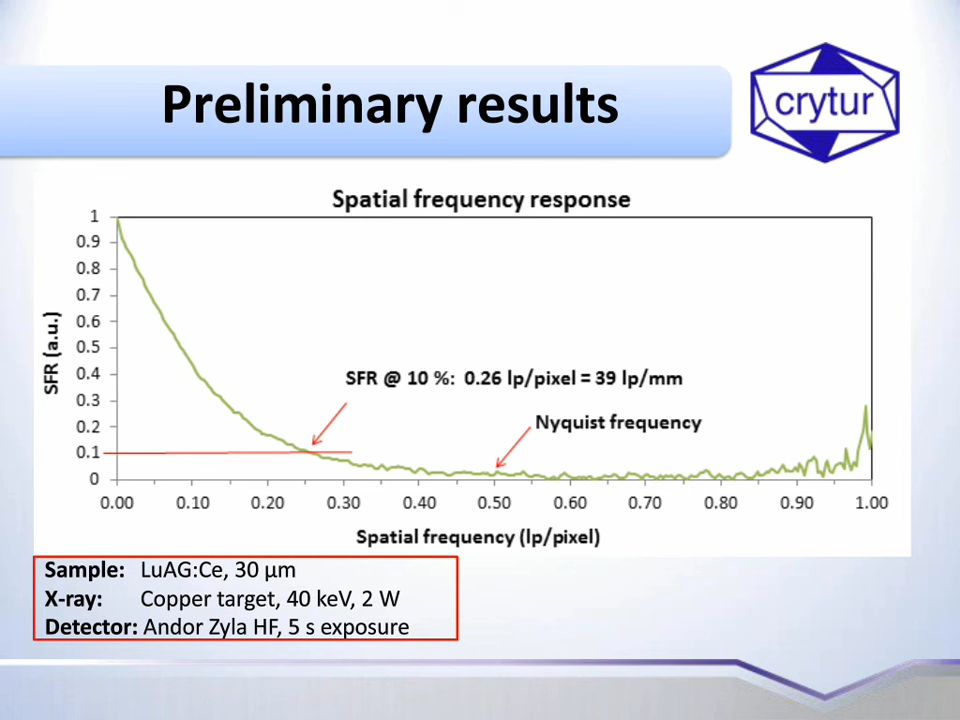 Preliminary results
crytur
Spatial frequency response
1
0.9
0.8
0.7
0.6
0.5
0.4
0.3
0.2
0.1
0
SFR (a.u.)
SFR @ 10 %: 0.26 lp/pixel = 39 lp/mm
Nyquist frequency
0.00 0.10 0.20 0.30 0.40 0.50 0.60 0.70 0.80 0.90 1.00
Spatial frequency (lp/pixel)
Sample: LuAG:Ce, 30 µm
X-ray: Copper target, 40 keV, 2 W
Detector: Andor Zyla HF, 5 s exposure